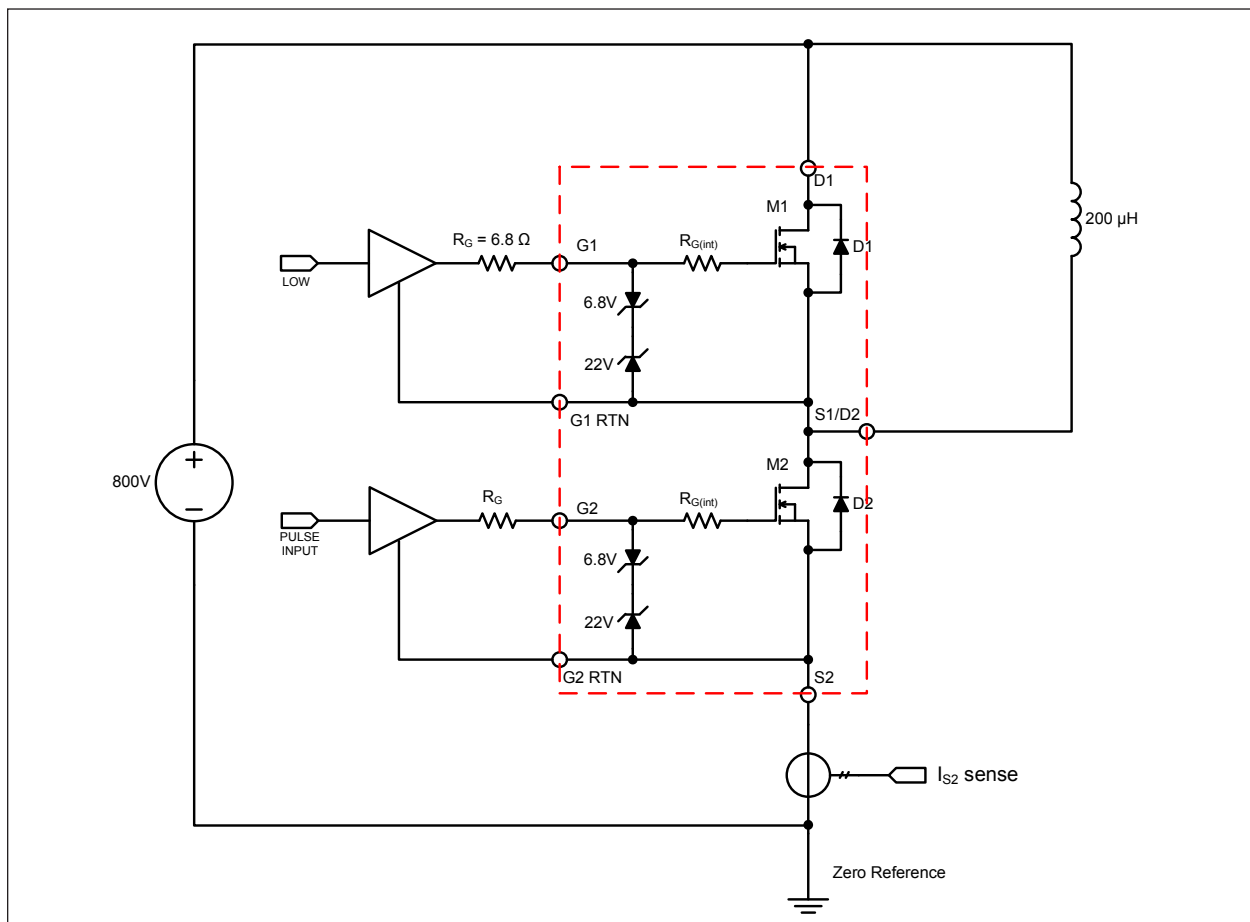 D1
M1
200 µH
R_G = 6.8 Ω
G1
R_G(int)
D1
LOW
6.8V
22V
G1 RTN
S1/D2
M2
800V
+
−
R_G
G2
R_G(int)
D2
PULSE
INPUT
6.8V
22V
G2 RTN
S2
I_S2 sense
Zero Reference